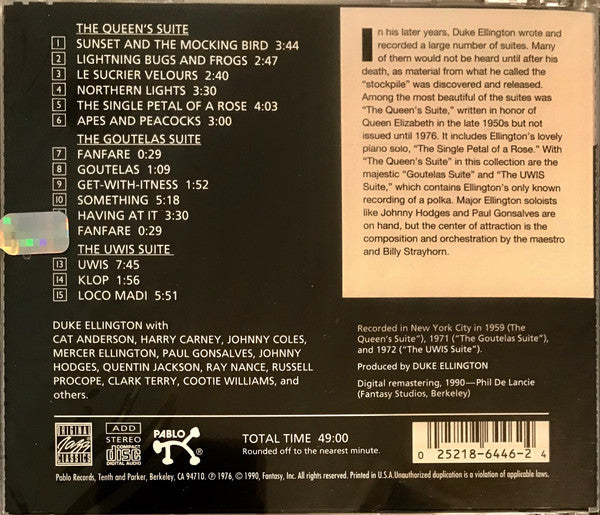 THE QUEEN'S SUITE
1 SUNSET AND THE MOCKING BIRD 3:44
2 LIGHTNING BUGS AND FROGS 2:47
3 LE SUCRIER VELOURS 2:40
4 NORTHERN LIGHTS 3:30
5 THE SINGLE PETAL OF A ROSE 4:03
6 APES AND PEACOCKS 3:00
THE GOUTELAS SUITE
7 FANFARE 0:29
8 GOUTELAS 1:09
9 GET-WITH-ITNESS 1:52
10 SOMETHING 5:18
HAVING AT IT 3:30
FANFARE 0:29
THE UWIS SUITE
13 UWIS 7:45
14 KLOP 1:56
15 LOCO MADI 5:51
DUKE ELLINGTON with
CAT ANDERSON, HARRY CARNEY, JOHNNY COLES,
MERCER ELLINGTON, PAUL GONSALVES, JOHNNY
HODGES, QUENTIN JACKSON, RAY NANCE, RUSSELL
PROCOPE, CLARK TERRY, COOTIE WILLIAMS, and
others.
In his later years, Duke Ellington wrote and
recorded a large number of suites. Many
of them would not be heard until after his
death, as material from what he called the
"stockpile" was discovered and released.
Among the most beautiful of the suites was
"The Queen's Suite," written in honor of
Queen Elizabeth in the late 1950s but not
issued until 1976. It includes Ellington's lovely
piano solo, "The Single Petal of a Rose." With
"The Queen's Suite" in this collection are the
majestic "Goutelas Suite" and "The UWIS
Suite," which contains Ellington's only known
recording of a polka. Major Ellington soloists
like Johnny Hodges and Paul Gonsalves are
on hand, but the center of attraction is the
composition and orchestration by the maestro
and Billy Strayhorn.
Recorded in New York City in 1959 (The
Queen's Suite"), 1971 ("The Goutelas Suite"),
and 1972 ("The UWIS Suite").
Produced by DUKE ELLINGTON
Digital remastering, 1990—Phil De Lancie
(Fantasy Studios, Berkeley)
ORIGINAL
Jazz
CLASSICS
ADD
STEREO
COMPACT
disc
DIGITAL AUDIO
PABLO
TOTAL TIME 49:00
Rounded off to the nearest minute.
0 25218-6446-2 4
Pablo Records, Tenth and Parker, Berkeley, CA 94710. ℗ 1976, © 1990, Fantasy, Inc. All rights reserved. Printed in U.S.A. Unauthorized duplication is a violation of applicable laws.